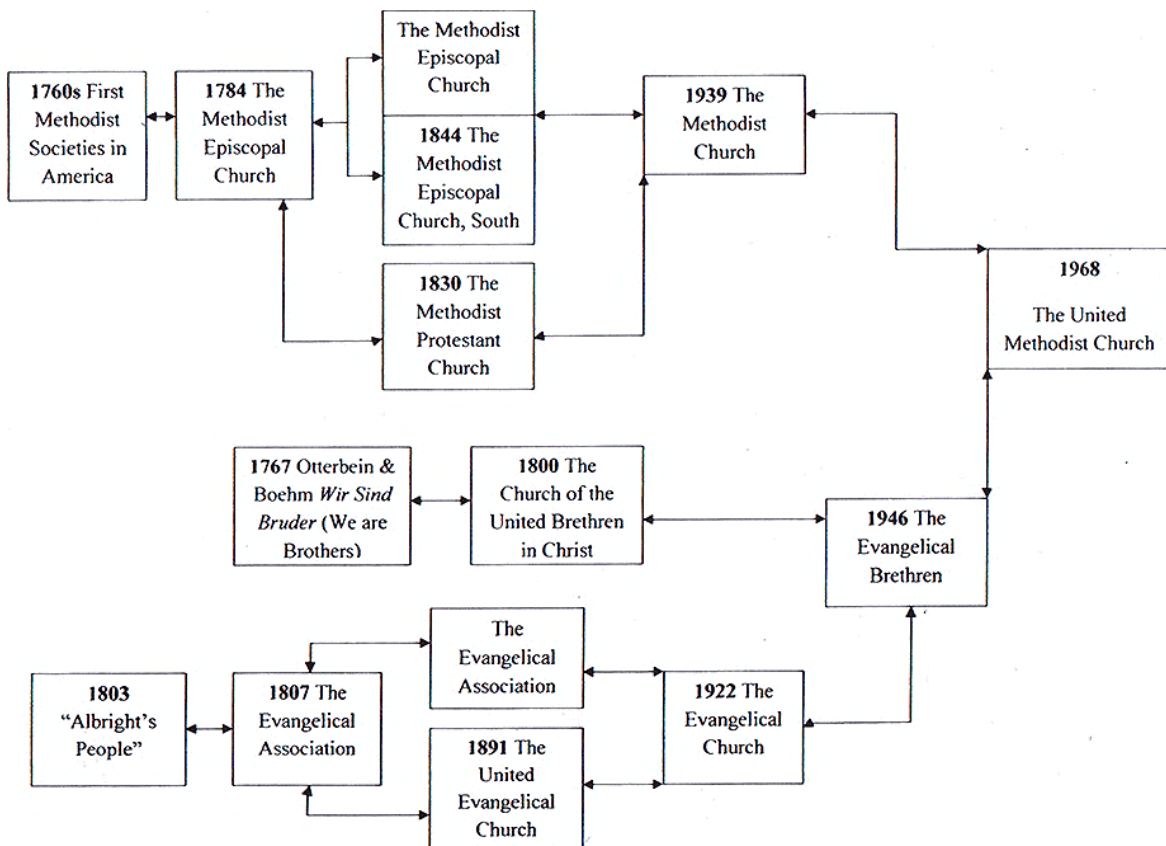 The Methodist
Episcopal
Church
1760s First
Methodist
Societies in
America
1784 The
Methodist
Episcopal
Church
1844 The
Methodist
Episcopal
Church, South
1939 The
Methodist
Church
1830 The
Methodist
Protestant
Church
1968
The United
Methodist Church
1767 Otterbein &
Boehm Wir Sind
Bruder (We are
Brothers)
1800 The
Church of the
United Brethren
in Christ
1946 The
Evangelical
Brethren
The
Evangelical
Association
1803
“Albright’s
People”
1807 The
Evangelical
Association
1922 The
Evangelical
Church
1891 The
United
Evangelical
Church